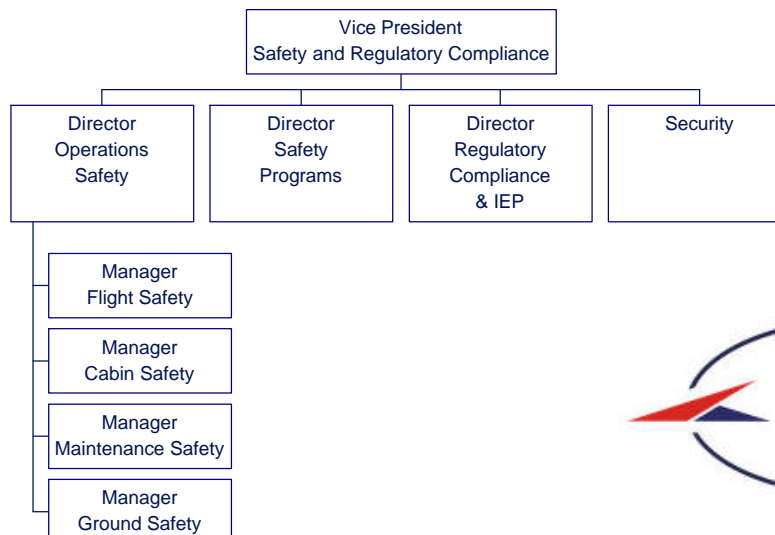 Vice President
Safety and Regulatory Compliance
Director
Operations
Safety
Director
Safety
Programs
Director
Regulatory
Compliance
& IEP
Security
Manager
Flight Safety
Manager
Cabin Safety
Manager
Maintenance Safety
Manager
Ground Safety